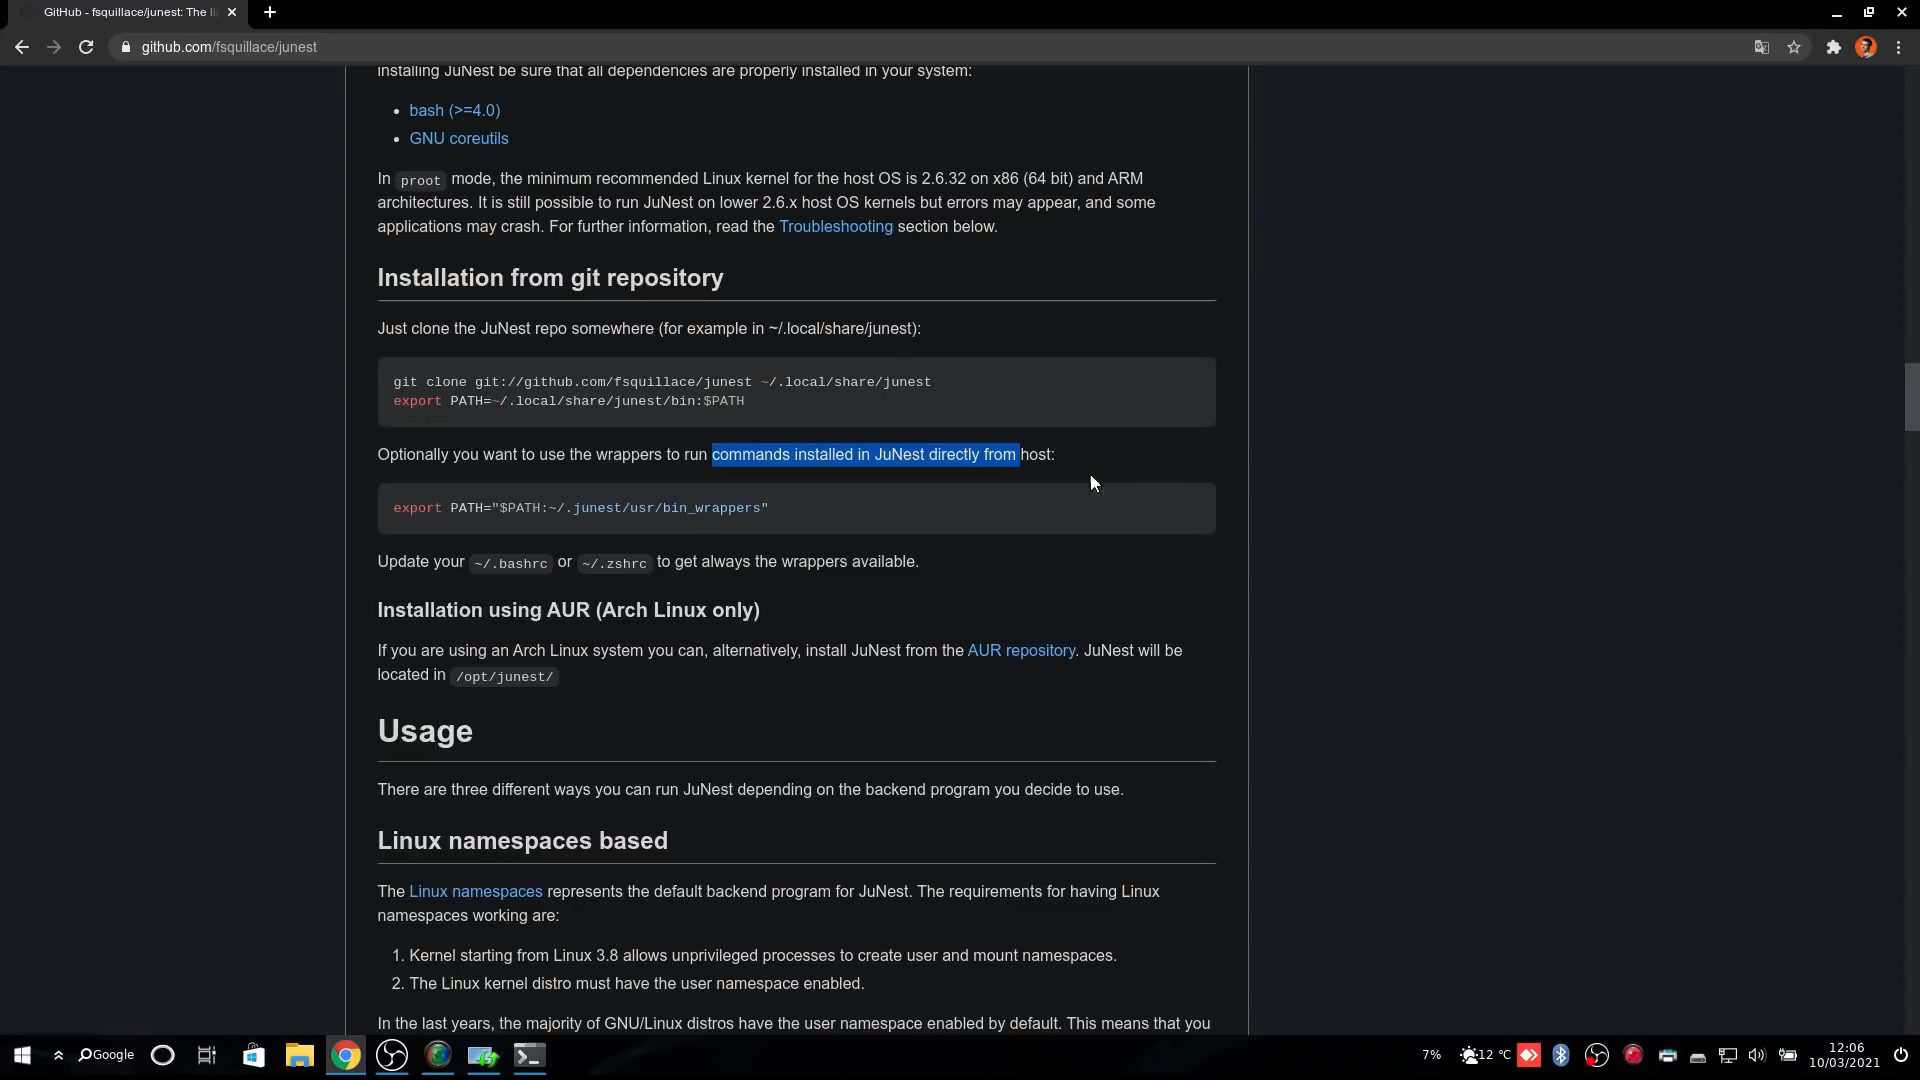 GitHub - fsquillace/junest: The li
github.com/fsquillace/junest
installing JuNest be sure that all dependencies are properly installed in your system:
bash (>=4.0)
GNU coreutils
In proot mode, the minimum recommended Linux kernel for the host OS is 2.6.32 on x86 (64 bit) and ARM
architectures. It is still possible to run JuNest on lower 2.6.x host OS kernels but errors may appear, and some
applications may crash. For further information, read the Troubleshooting section below.
Installation from git repository
Just clone the JuNest repo somewhere (for example in ~/.local/share/junest):
git clone git://github.com/fsquillace/junest ~/.local/share/junest
export PATH=~/.local/share/junest/bin:$PATH
Optionally you want to use the wrappers to run commands installed in JuNest directly from host:
export PATH="$PATH:~/.junest/usr/bin_wrappers"
Update your ~/.bashrc or ~/.zshrc to get always the wrappers available.
Installation using AUR (Arch Linux only)
If you are using an Arch Linux system you can, alternatively, install JuNest from the AUR repository. JuNest will be
located in /opt/junest/
Usage
There are three different ways you can run JuNest depending on the backend program you decide to use.
Linux namespaces based
The Linux namespaces represents the default backend program for JuNest. The requirements for having Linux
namespaces working are:
1. Kernel starting from Linux 3.8 allows unprivileged processes to create user and mount namespaces.
2. The Linux kernel distro must have the user namespace enabled.
In the last years, the majority of GNU/Linux distros have the user namespace enabled by default. This means that you
Google
7%
12 °C
12:06
10/03/2021